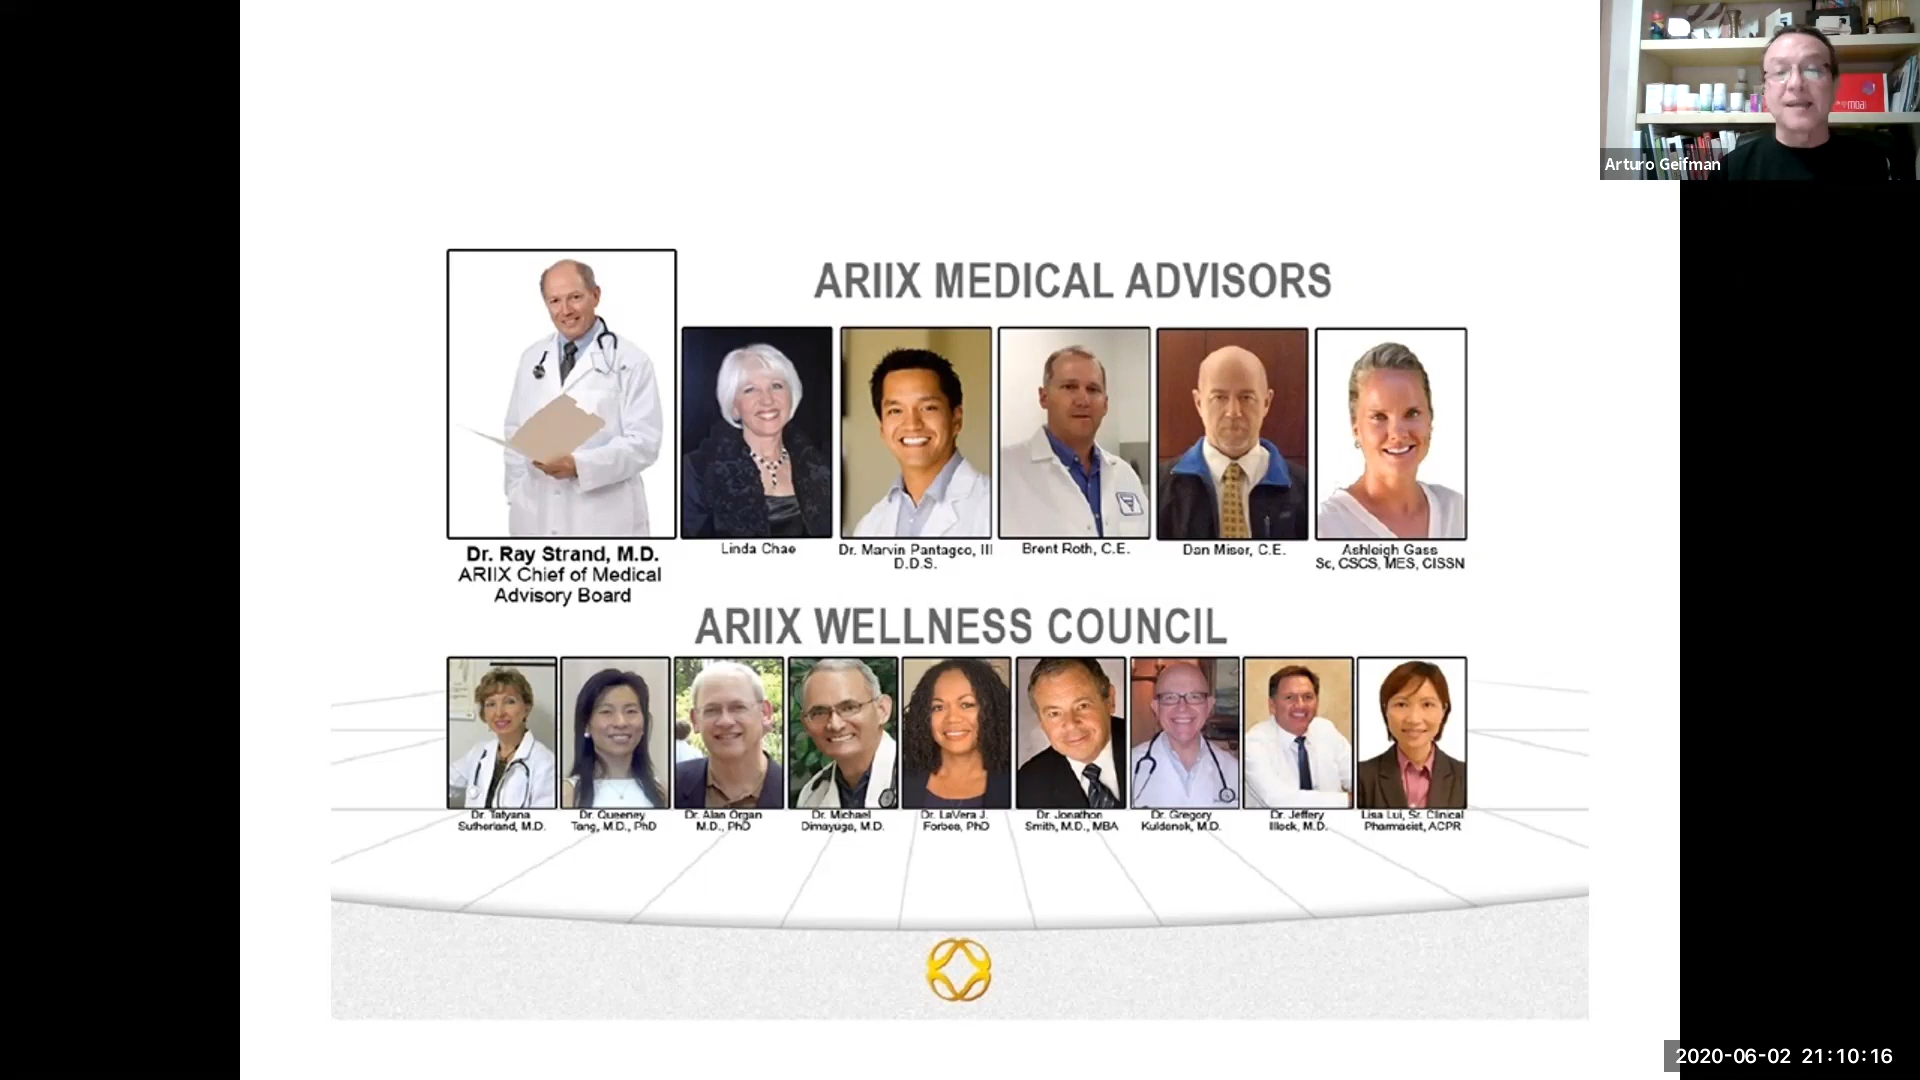 Arturo Geifman
moai
ARIIX MEDICAL ADVISORS
Dr. Ray Strand, M.D.
ARIIX Chief of Medical
Advisory Board
Linda Chae
Dr. Marvin Pantagco, III
D.D.S.
Brent Roth, C.E.
Dan Miser, C.E.
Ashleigh Gass
Sc, CSCS, MES, CISSN
ARIIX WELLNESS COUNCIL
Dr. Tatyana
Sutherland, M.D.
Dr. Queeney
Tang, M.D., PhD
Dr. Alan Organ
M.D., PhD
Dr. Michael
Dimayuga, M.D.
Dr. LaVera J.
Forbes, PhD
Dr. Jonathon
Smith, M.D., MBA
Dr. Gregory
M.D.
Dr. Jeffery
M.D.
Lisa Lui, Sr. Clinical
Pharmacist, ACPR
2020-06-02 21:10:16